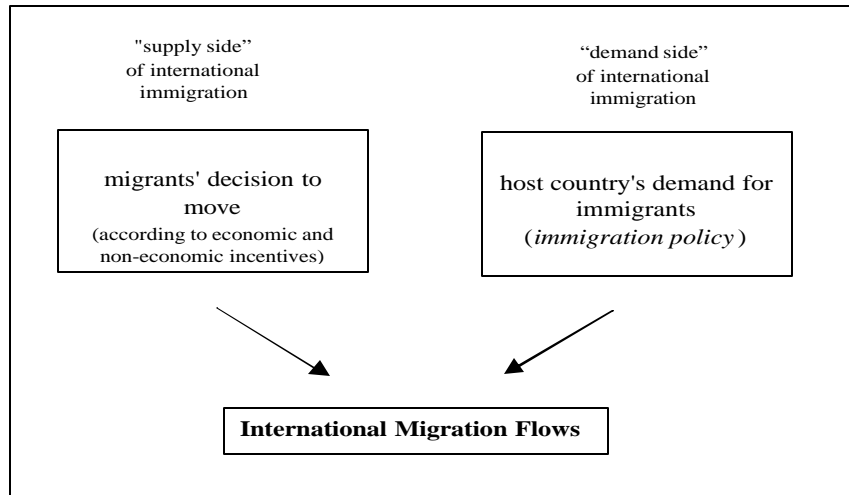 "supply side”
of international
immigration
“demand side”
of international
immigration
migrants' decision to
move
(according to economic and
non-economic incentives)
host country's demand for
immigrants
(immigration policy)
International Migration Flows